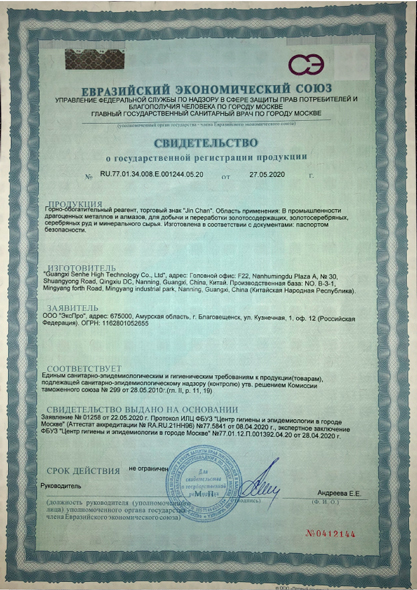 СЭ
ЕВРАЗИЙСКИЙ ЭКОНОМИЧЕСКИЙ СОЮЗ
УПРАВЛЕНИЕ ФЕДЕРАЛЬНОЙ СЛУЖБЫ ПО НАДЗОРУ В СФЕРЕ ЗАЩИТЫ ПРАВ ПОТРЕБИТЕЛЕЙ И
БЛАГОПОЛУЧИЯ ЧЕЛОВЕКА ПО ГОРОДУ МОСКВЕ
ГЛАВНЫЙ ГОСУДАРСТВЕННЫЙ САНИТАРНЫЙ ВРАЧ ПО ГОРОДУ МОСКВЕ
СВИДЕТЕЛЬСТВО
о государственной регистрации продукции
№ RU.77.01.34.008.E.001244.05.20 от 27.05.2020 г.
ПРОДУКЦИЯ
Горно-обогатительный реагент, торговый знак "Jin Chan". Область применения: В промышленности
драгоценных металлов и алмазов, для добычи и переработки золотосодержащих, золотосеребряных,
серебряных руд и минерального сырья. Изготовлена в соответствии с документами: паспортом
безопасности.
ИЗГОТОВИТЕЛЬ
"Guangxi Senhe High Technology Co., Ltd", адрес: Головной офис: F22, Nanhumingdu Plaza A, № 30,
Shuangyong Road, Qingxiu DC, Nanning, Guangxi, China, Китай. Производственная база: NO. B-3-1,
Mingyang forth Road, Mingyang industrial park, Nanning, Guangxi, China (Китайская Народная Республика).
ЗАЯВИТЕЛЬ
ООО "ЭксПро", адрес: 675000, Амурская область, г. Благовещенск, ул. Кузнечная, 1, оф. 12 (Российская
Федерация). ОГРН: 1162801052655
СООТВЕТСТВУЕТ
Единым санитарно-эпидемиологическим и гигиеническим требованиям к продукции(товарам),
подлежащей санитарно-эпидемиологическому надзору (контролю) утв. решением Комиссии
таможенного союза № 299 от 28.05.2010г.(гл. II, р. 11, 19)
СВИДЕТЕЛЬСТВО ВЫДАНО НА ОСНОВАНИИ
Заявление № 01258 от 22.05.2020 г. Протокол ИЛЦ ФБУЗ "Центр гигиены и эпидемиологии в городе
Москве" (Аттестат аккредитации № RA.RU.21НН96) №77.5841 от 08.04.2020 г., экспертное заключение
ФБУЗ "Центр гигиены и эпидемиологии в городе Москве" №77.01.12.П.001392.04.20 от 28.04.2020 г.
СРОК ДЕЙСТВИЯ не ограничен
Для
свидетельств
Руководитель
М П
Андреева Е.Е.
(должность руководителя (уполномоченного
лица) уполномоченного органа государства -
члена Евразийского экономического союза)
(подпись)
(Ф. И. О.)
№0412144